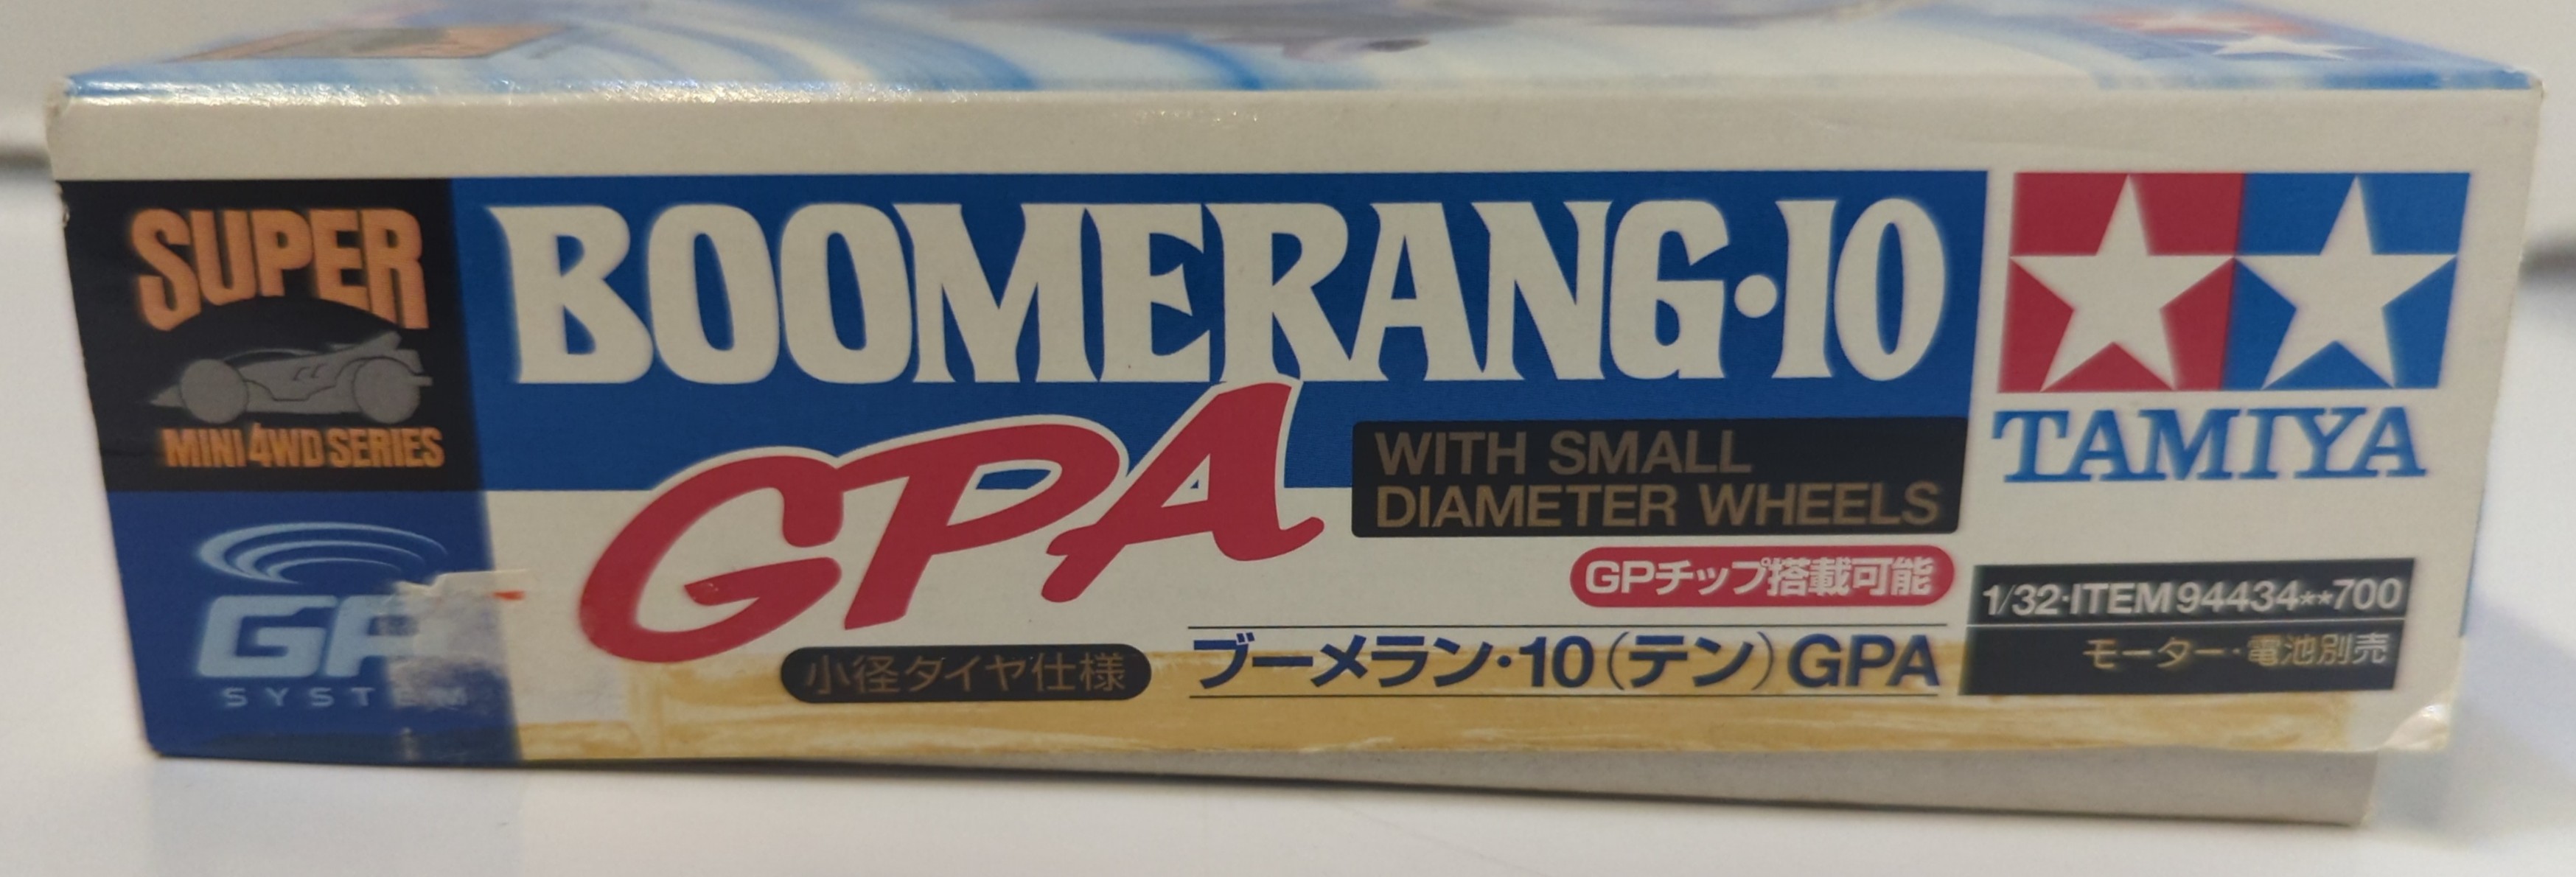 SUPER
MINI 4WD SERIES
GP
SYSTEM
BOOMERANG·10
GPA
WITH SMALL
DIAMETER WHEELS
GPチップ搭載可能
小径タイヤ仕様
ブーメラン・10(テン)GPA
TAMIYA
1/32·ITEM 94434**700
モーター・電池別売